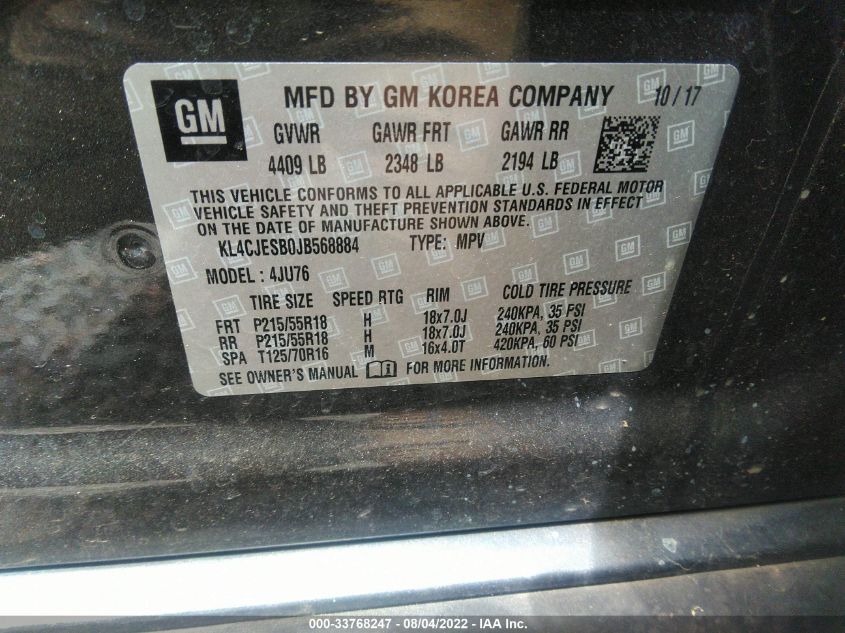 GM MFD BY GM KOREA COMPANY 10 / 17
GVWR GAWR FRT GAWR RR
4409 LB 2348 LB 2194 LB
THIS VEHICLE CONFORMS TO ALL APPLICABLE U.S. FEDERAL MOTOR
VEHICLE SAFETY AND THEFT PREVENTION STANDARDS IN EFFECT
ON THE DATE OF MANUFACTURE SHOWN ABOVE.
KL4CJESB0JB568884 TYPE: MPV
MODEL : 4JU76
TIRE SIZE SPEED RTG RIM COLD TIRE PRESSURE
FRT P215/55R18 H 18x7.0J 240KPA, 35 PSI
RR P215/55R18 H 18x7.0J 240KPA, 35 PSI
SPA T125/70R16 M 16x4.0T 420KPA, 60 PSI
SEE OWNER'S MANUAL FOR MORE INFORMATION.
000-33768247 - 08/04/2022 - IAA Inc.